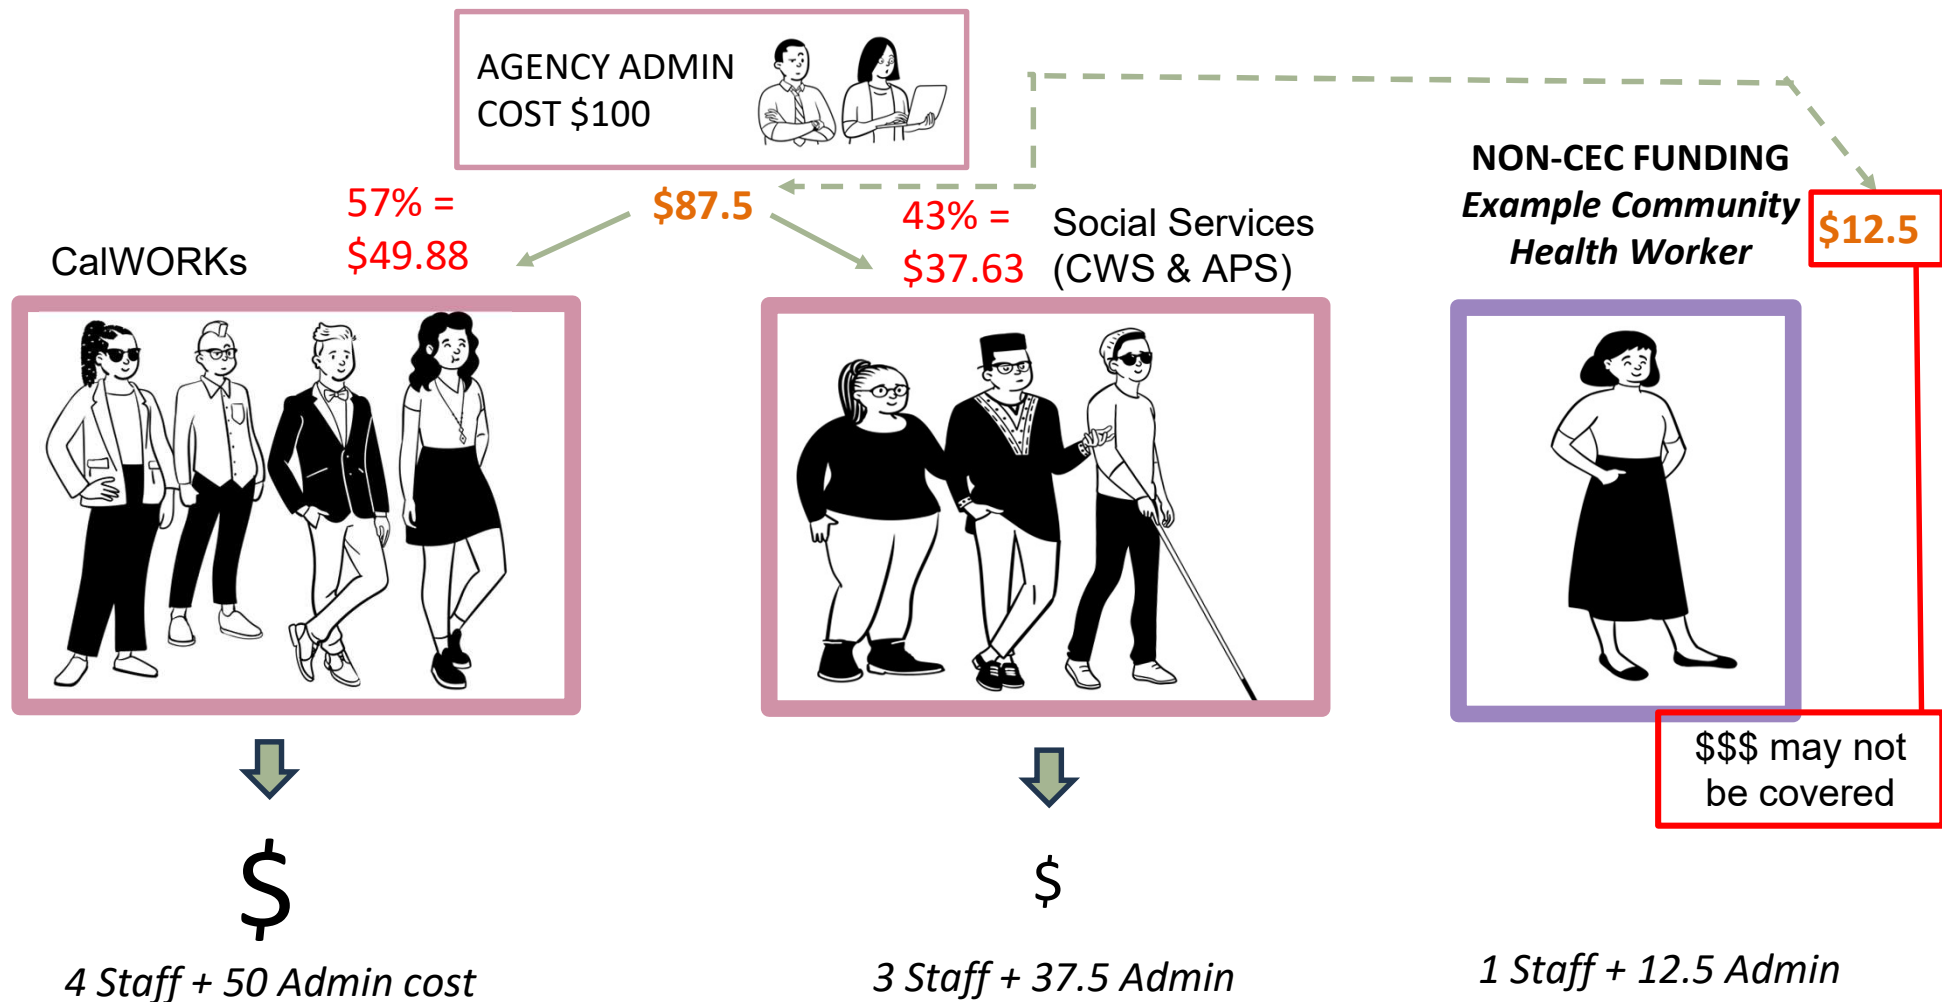 AGENCY ADMIN
COST $100
57% =
$49.88
$87.5
43% =
$37.63
CalWORKs
Social Services
(CWS & APS)
NON-CEC FUNDING
Example Community
Health Worker
$12.5
$$$ may not
be covered
$
$
4 Staff + 50 Admin cost
3 Staff + 37.5 Admin
1 Staff + 12.5 Admin